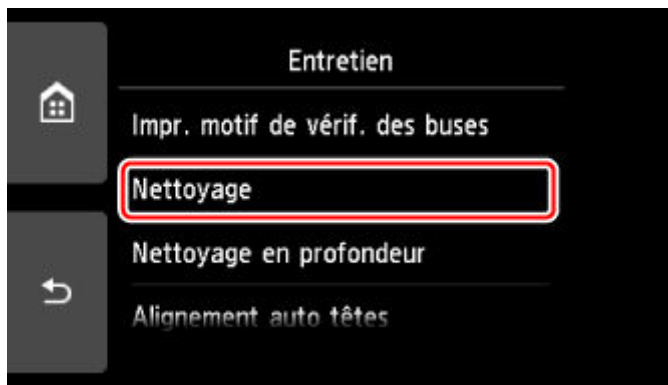 Entretien
Impr. motif de vérif. des buses
Nettoyage
Nettoyage en profondeur
Alignement auto têtes